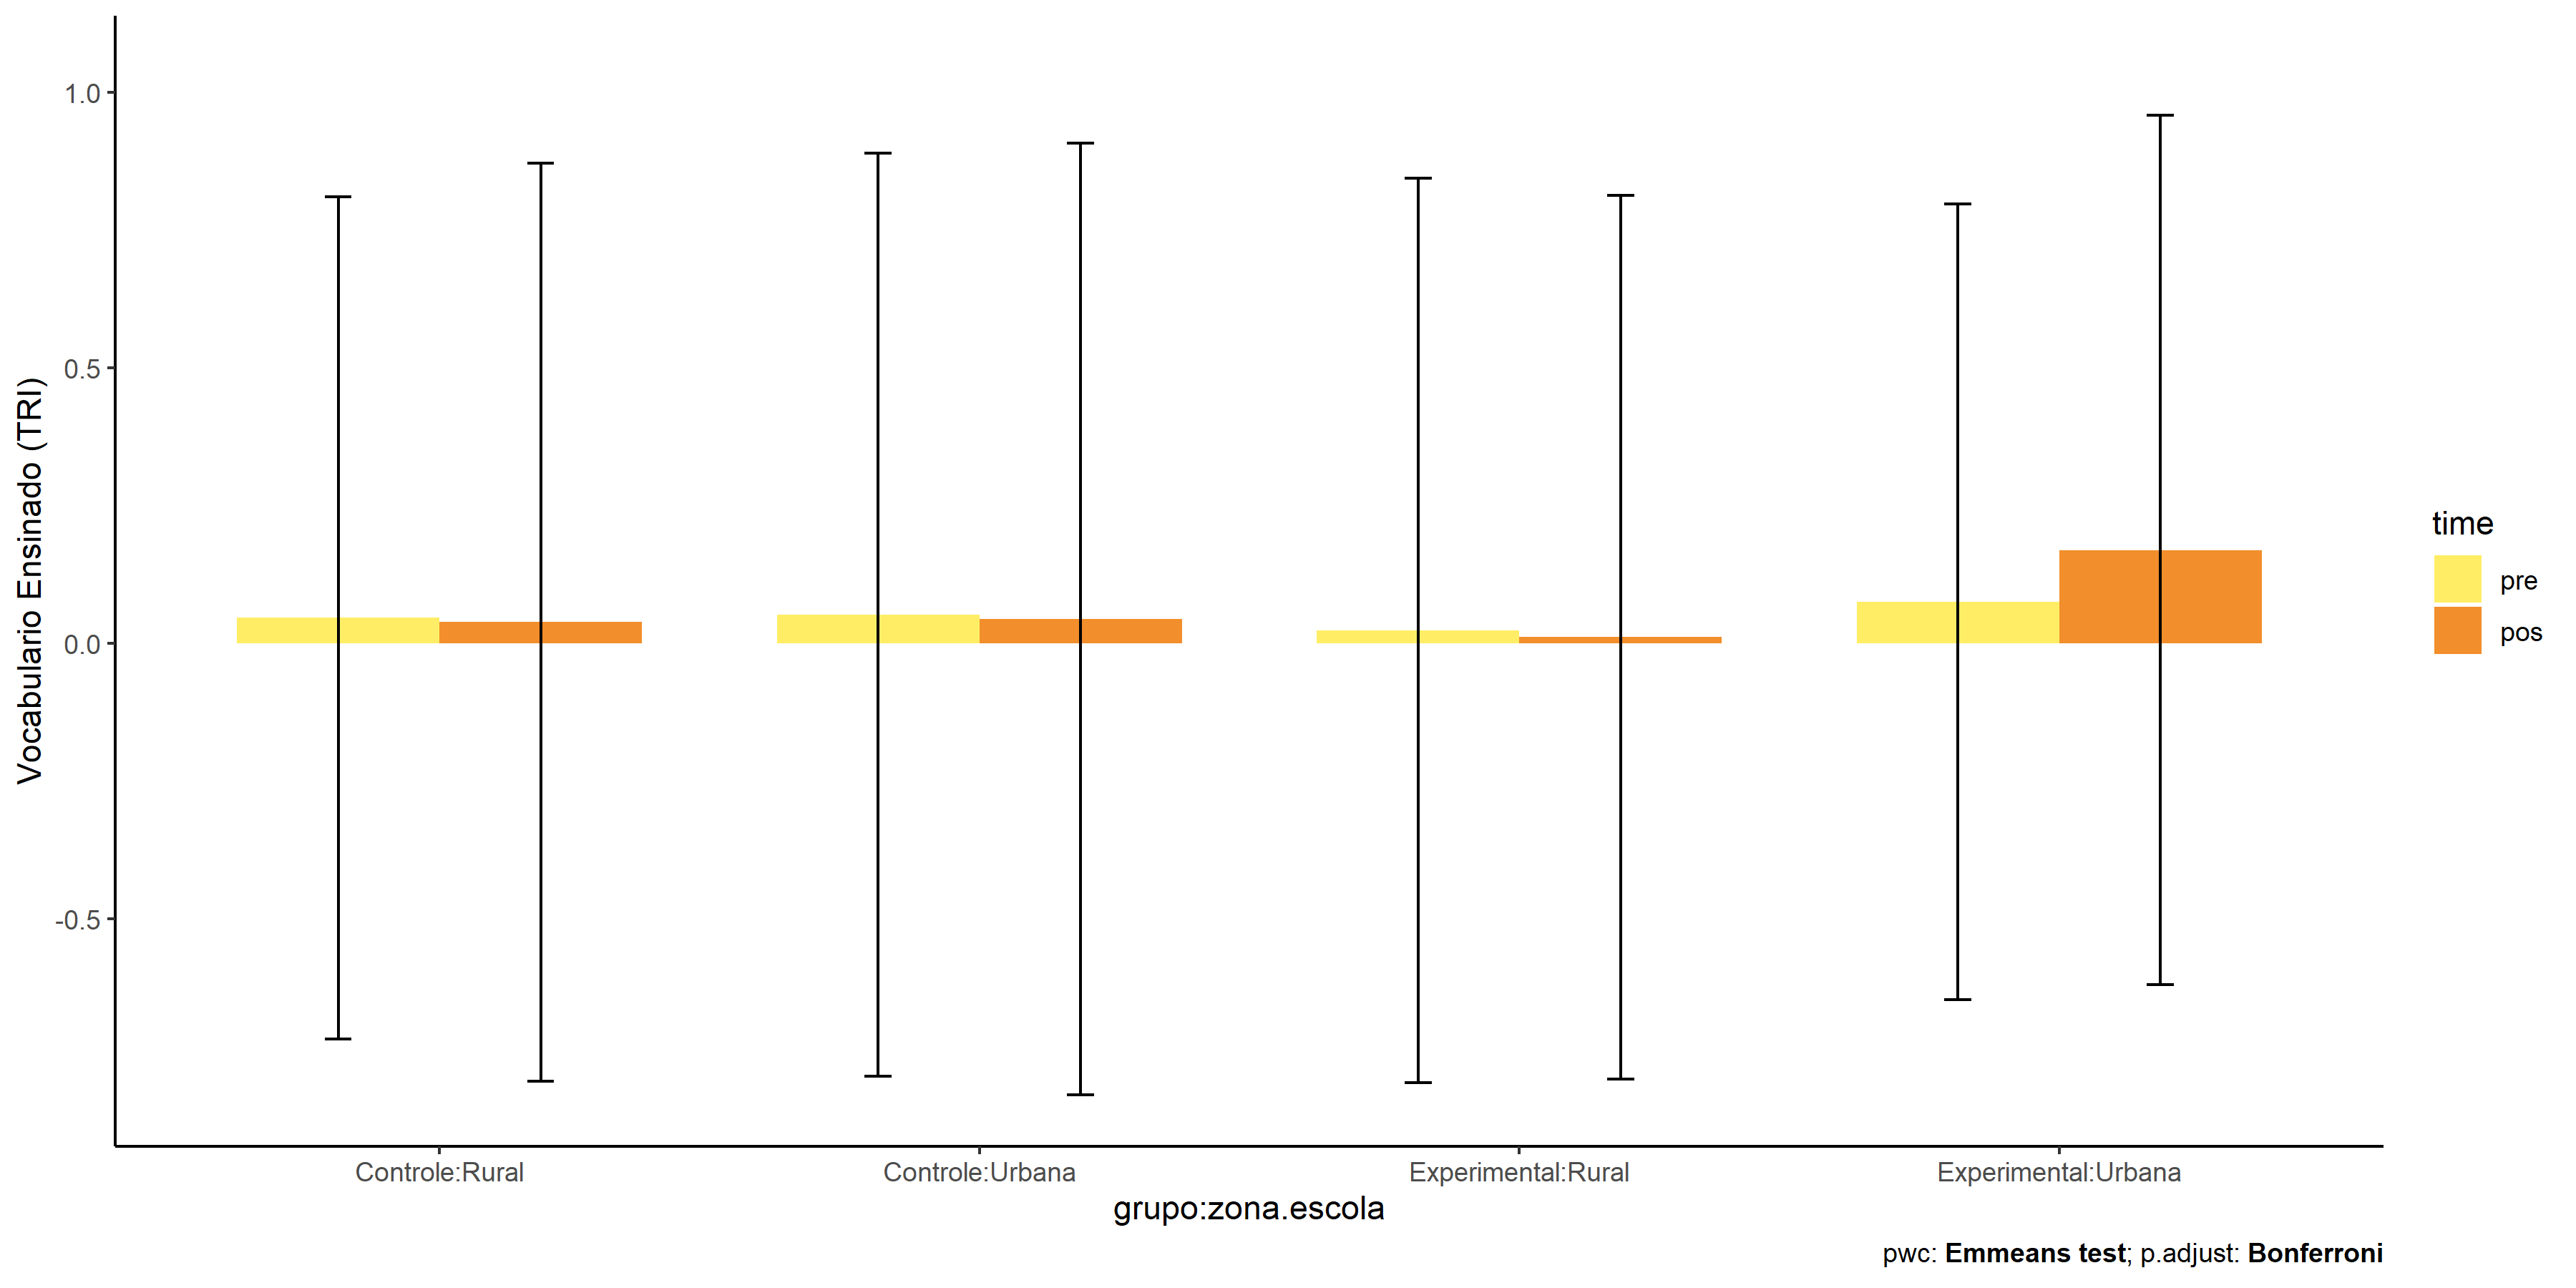 Vocabulario Ensinado (TRI)
1.0
0.5
0.0
-0.5
Controle:Rural
Controle:Urbana
Experimental:Rural
Experimental:Urbana
grupo:zona.escola
time
pre
pos
pwc: Emmeans test; p.adjust: Bonferroni